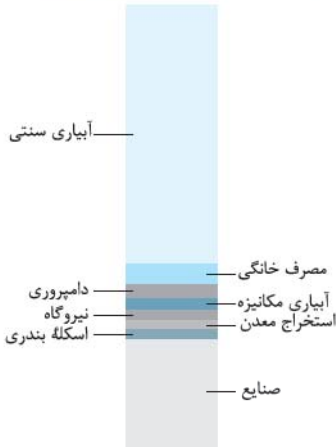 آبیاری سنتی
مصرف خانگی
دامپروری
آبیاری مکانیزه
نیروگاه
استخراج معدن
اسکلهٔ بندری
صنایع